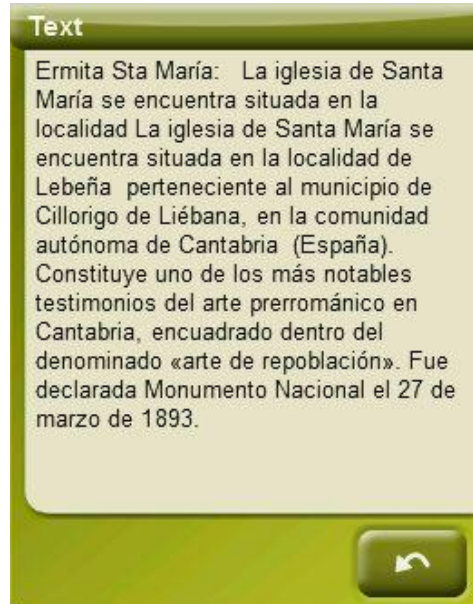 Text
Ermita Sta María:   La iglesia de Santa
María se encuentra situada en la
localidad La iglesia de Santa María se
encuentra situada en la localidad de
Lebeña  perteneciente al municipio de
Cillorigo de Liébana, en la comunidad
autónoma de Cantabria  (España).
Constituye uno de los más notables
testimonios del arte prerrománico en
Cantabria, encuadrado dentro del
denominado «arte de repoblación». Fue
declarada Monumento Nacional el 27 de
marzo de 1893.